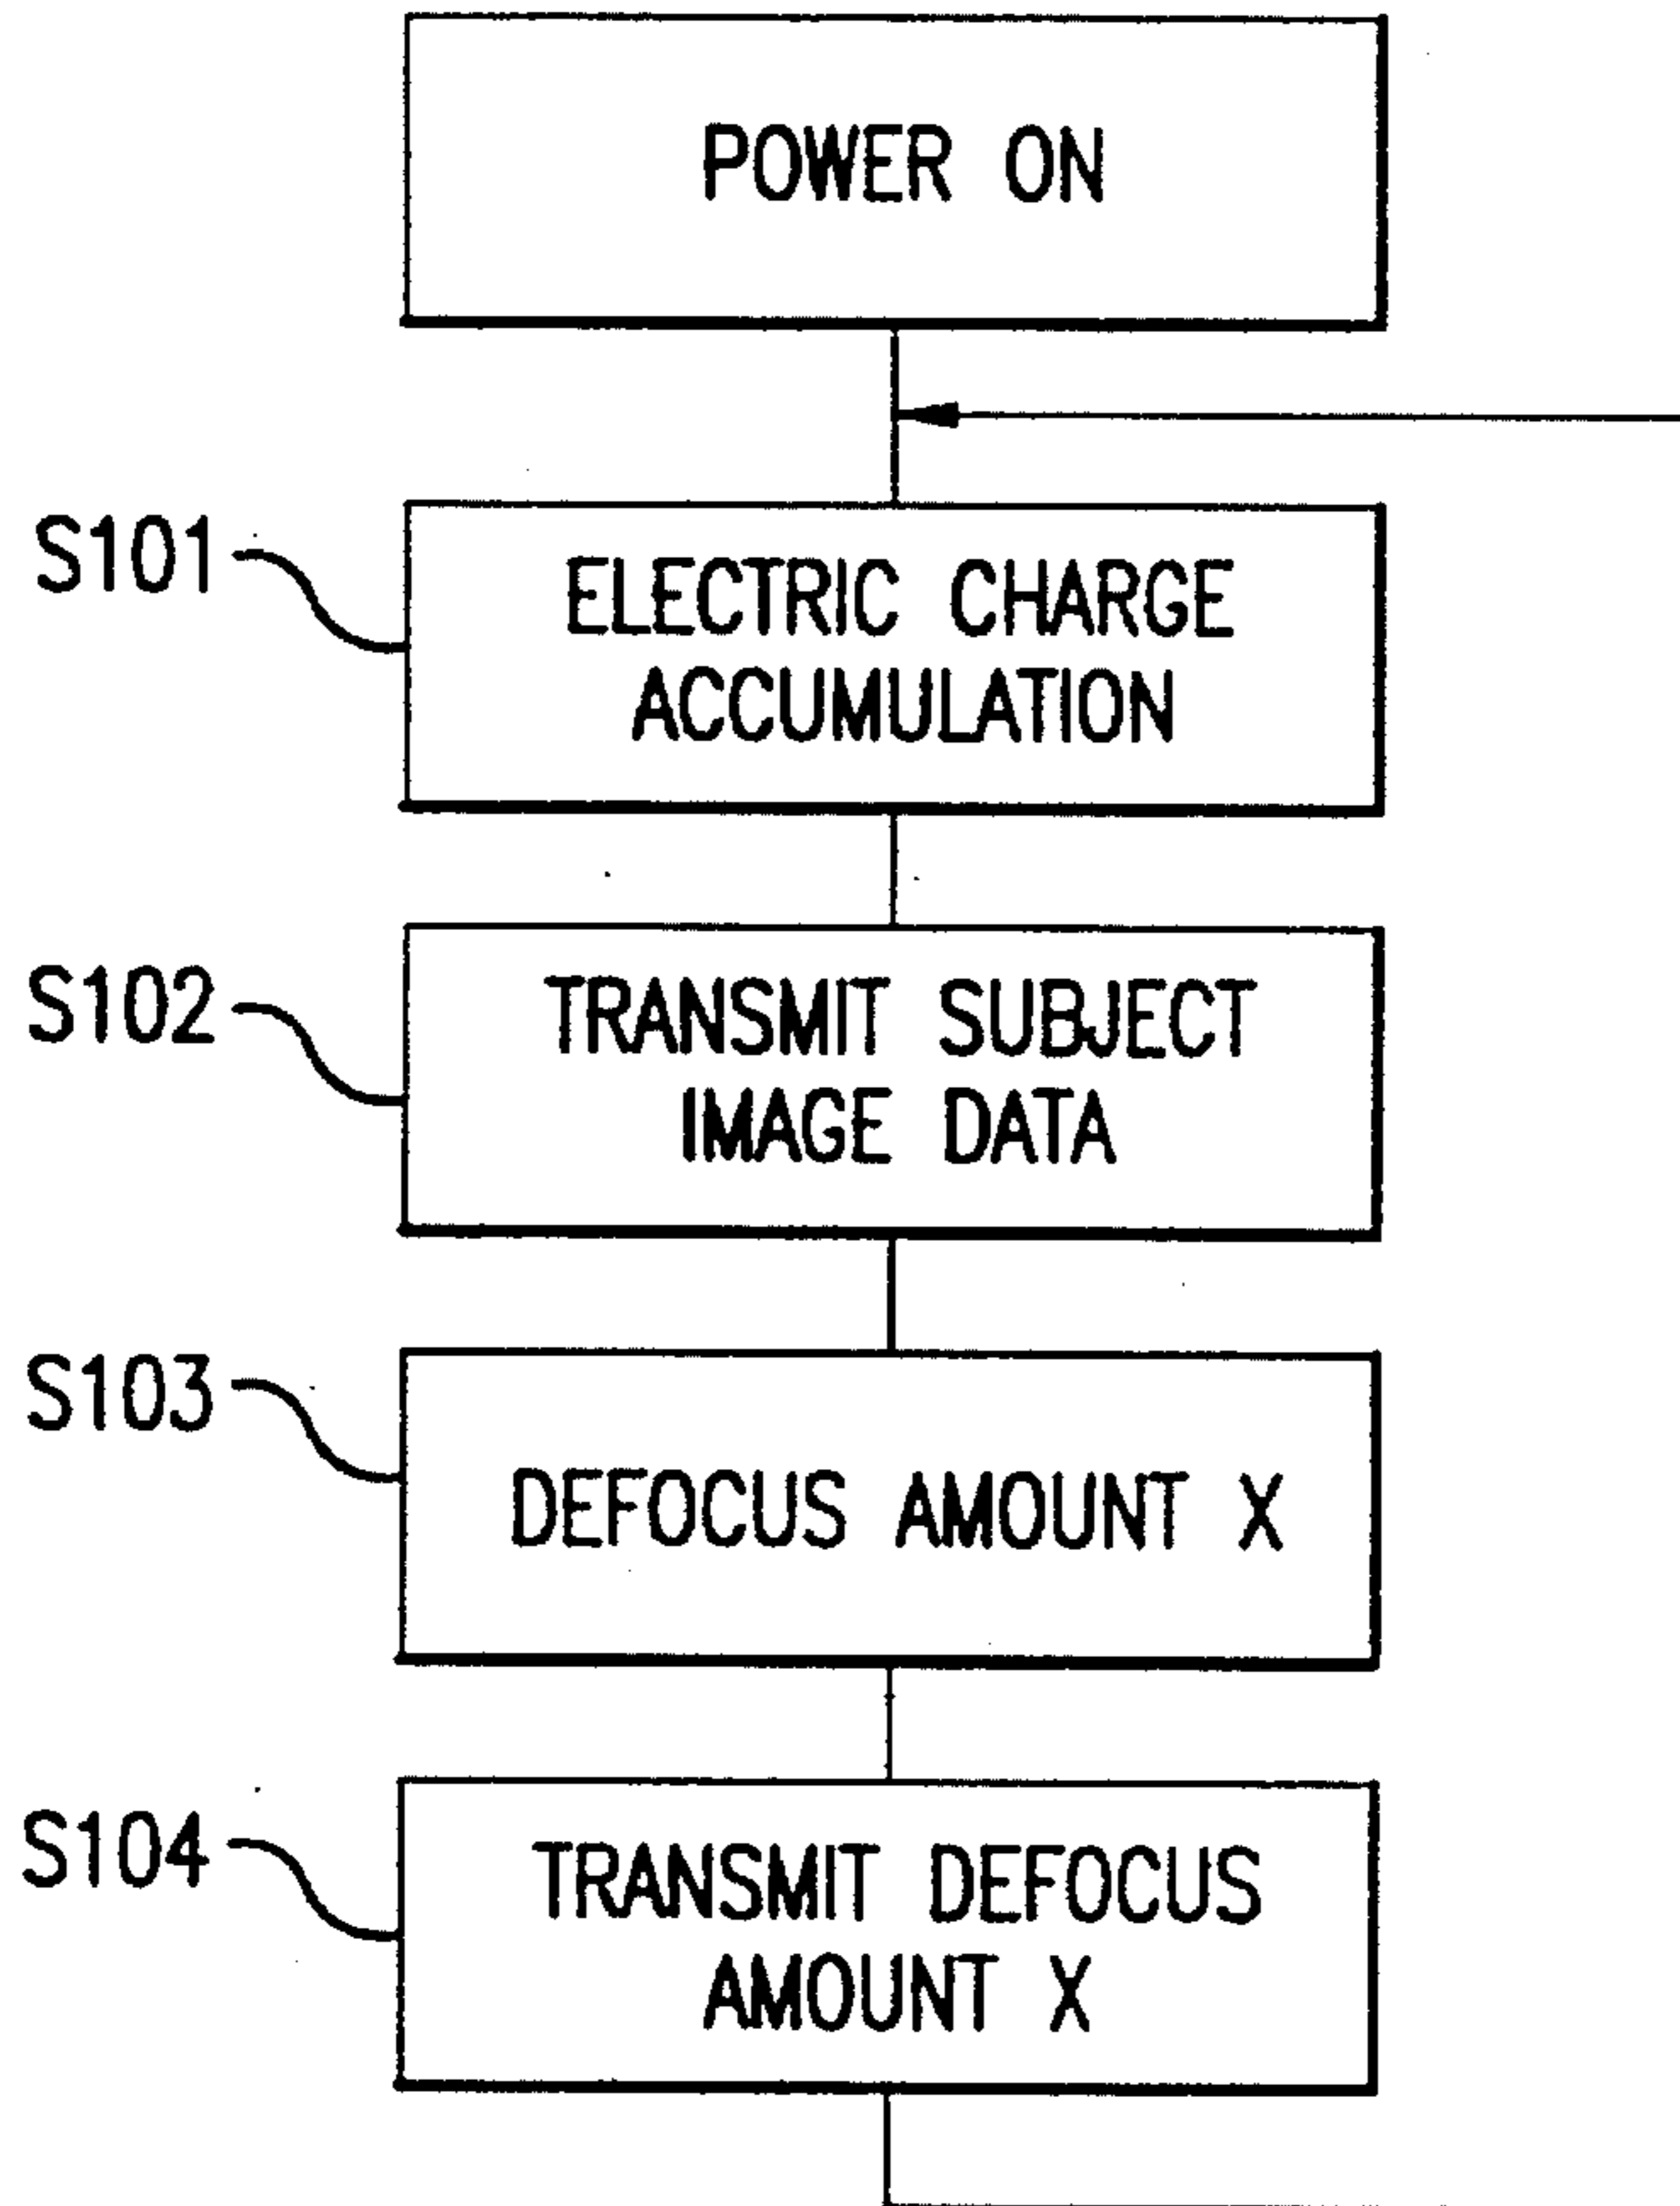 POWER ON
S101
ELECTRIC CHARGE
ACCUMULATION
S102
TRANSMIT SUBJECT
IMAGE DATA
S103
DEFOCUS AMOUNT X
S104
TRANSMIT DEFOCUS
AMOUNT X